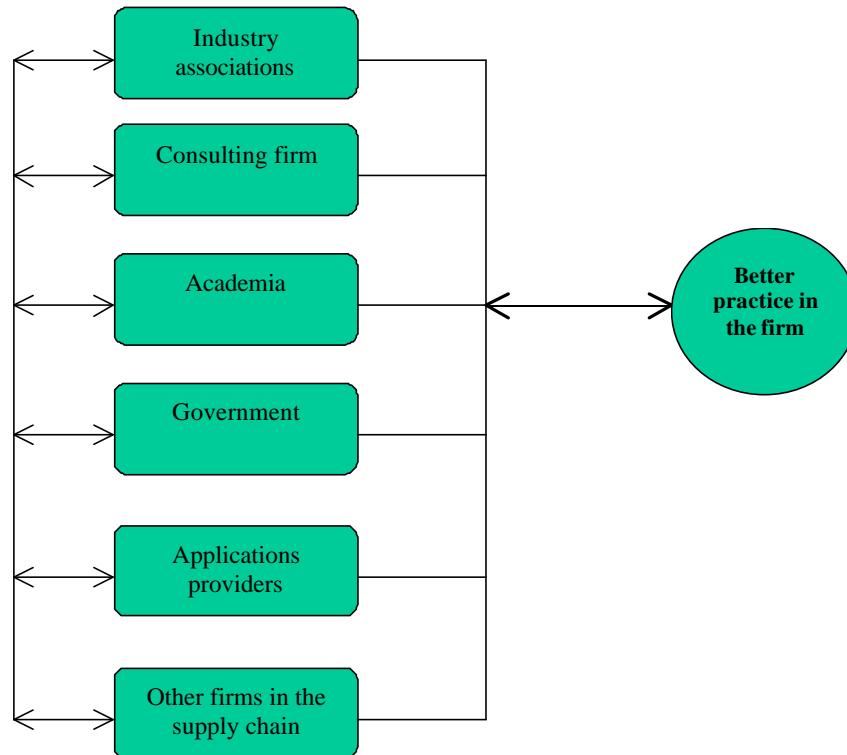 Industry
associations
Consulting firm
Academia
Government
Applications
providers
Other firms in the
supply chain
Better
practice in
the firm